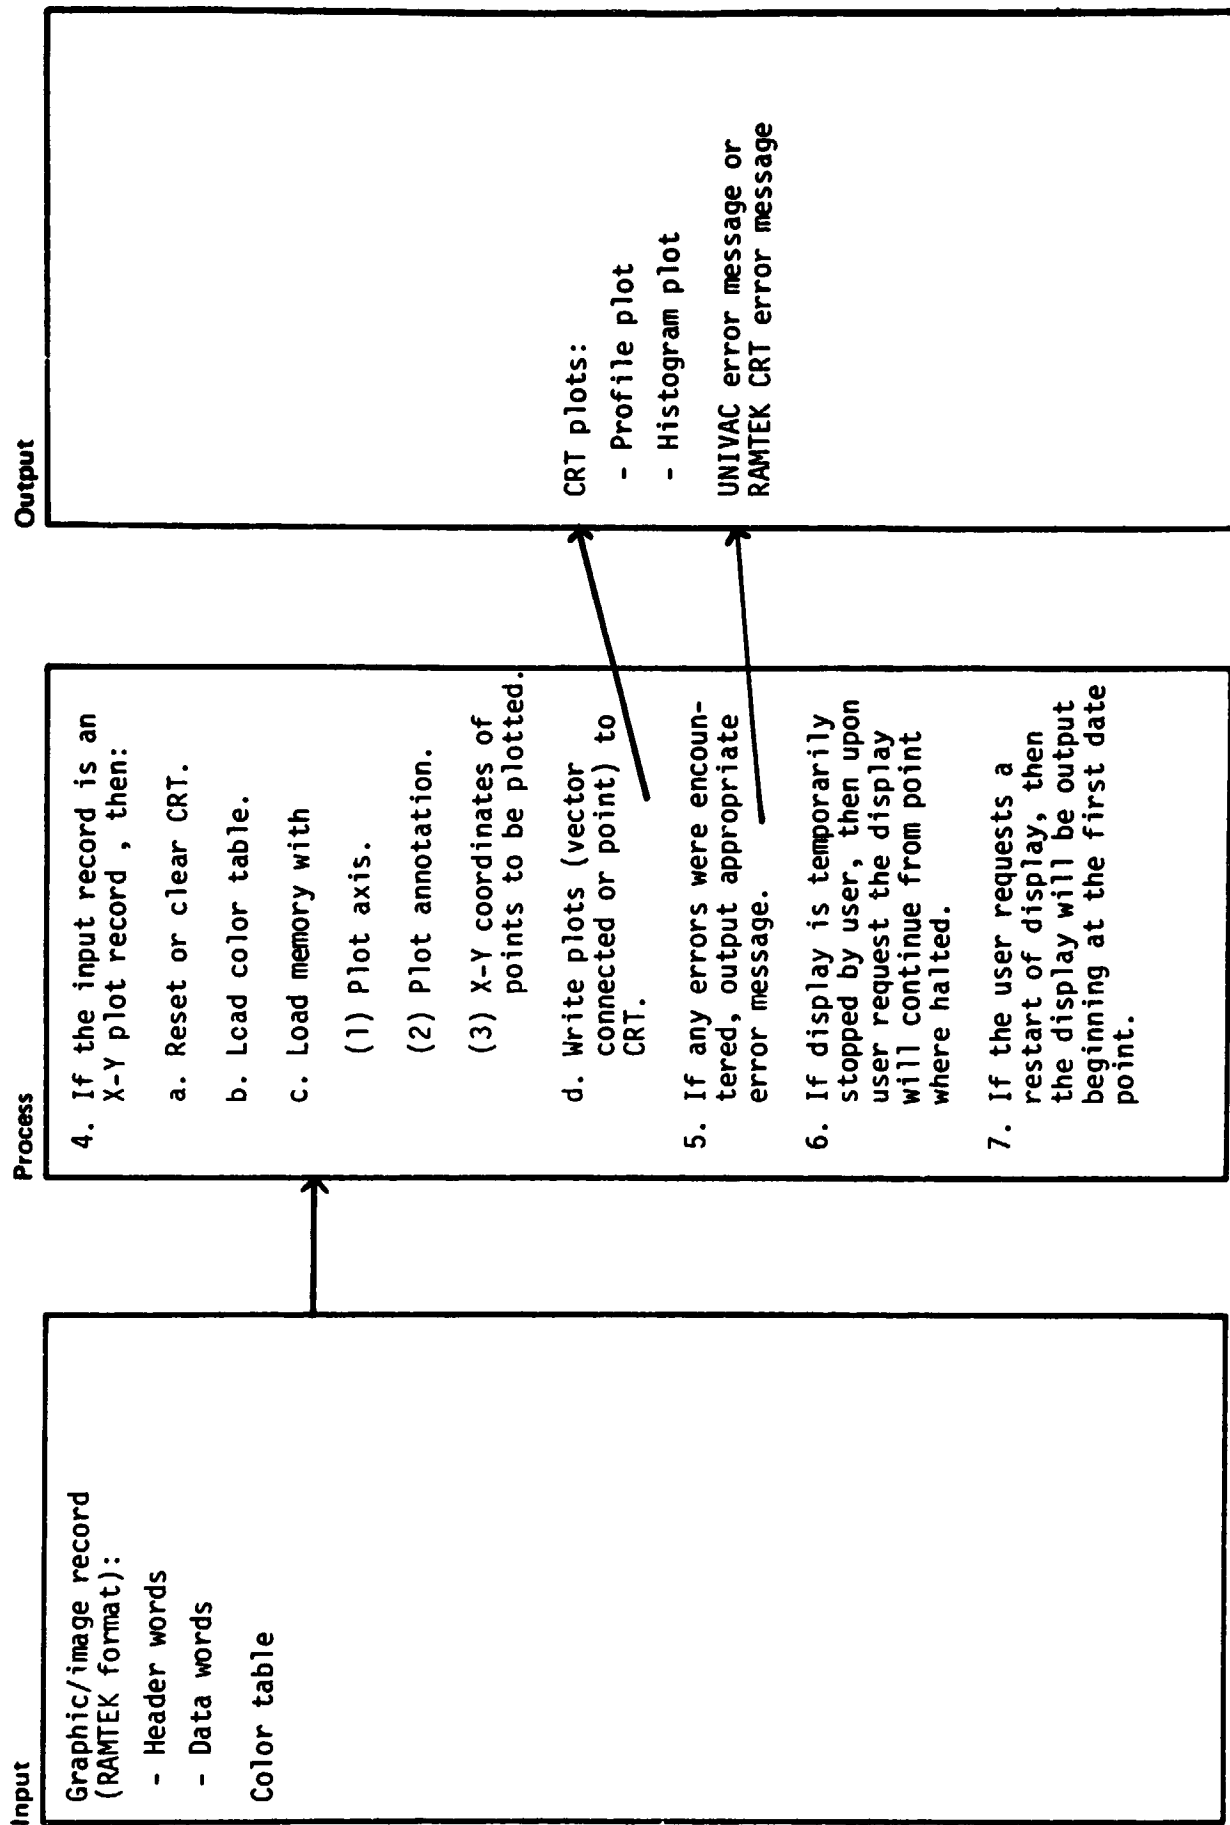 Input
Graphic/image record
(RAMTEK format):
- Header words
- Data words
Color table
Process
4. If the input record is an
X-Y plot record , then:
a. Reset or clear CRT.
b. Lcad color table.
c. Load memory with
(1) Plot axis.
(2) Plot annotation.
(3) X-Y coordinates of
points to be plotted.
d. Write plots (vector
connected or point) to
CRT.
5. If any errors were encoun-
tered, output appropriate
error message.
6. If display is temporarily
stopped by user, then upon
user request the display
will continue from point
where halted.
7. If the user requests a
restart of display, then
the display will be output
beginning at the first date
point.
Output
CRT plots:
- Profile plot
- Histogram plot
UNIVAC error message or
RAMTEK CRT error message